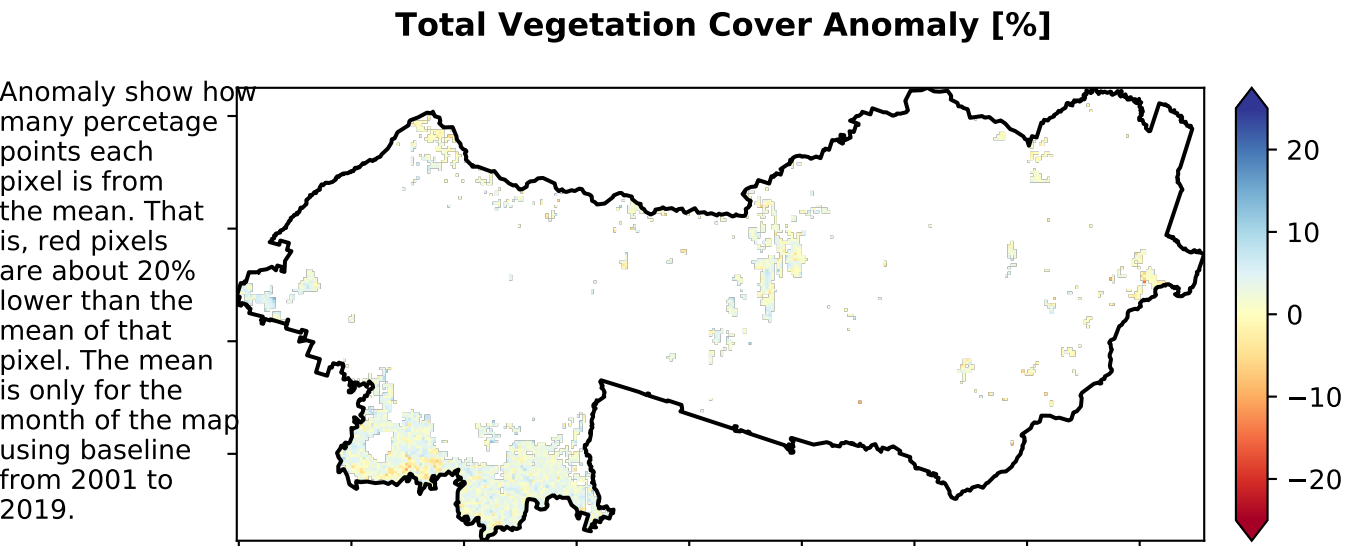 Total Vegetation Cover Anomaly [%]
Anomaly show how
many percetage
points each
pixel is from
the mean. That
is, red pixels
are about 20%
lower than the
mean of that
pixel. The mean
is only for the
month of the map
using baseline
from 2001 to
2019.
20
10
0
−10
−20